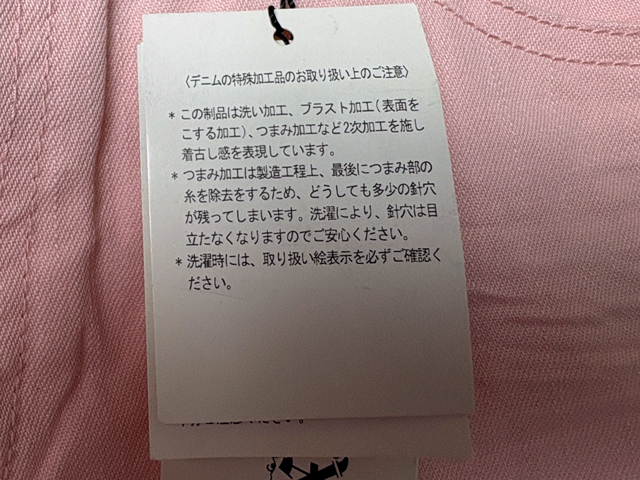 〈デニムの特殊加工品のお取り扱い上のご注意〉
* この制品は洗い加工、ブラスト加工(表面を
こする加工)、つまみ加工など2次加工を施し
着古し感を表現しています。
* つまみ加工は製造工程上、最後につまみ部の
糸を除去をするため、どうしても多少の針穴
が残ってしまいます。洗濯により、針穴は目
立たなくなりますのでご安心ください。
* 洗濯時には、取り扱い絵表示を必ずご確認く
ださい。
ください。